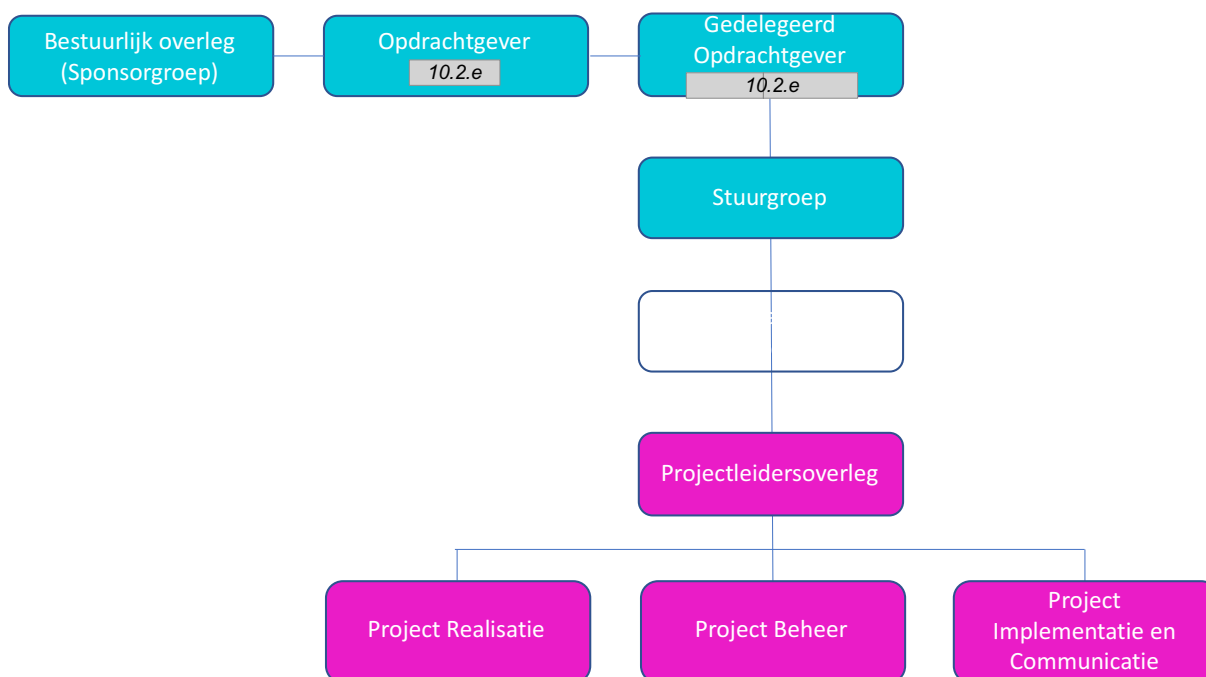 Bestuurlijk overleg
(Sponsorgroep)
Opdrachtgever
10.2.e
Gedelegeerd
Opdrachtgever
10.2.e
Stuurgroep
Projectleidersoverleg
Project Realisatie
Project Beheer
Project
Implementatie en
Communicatie